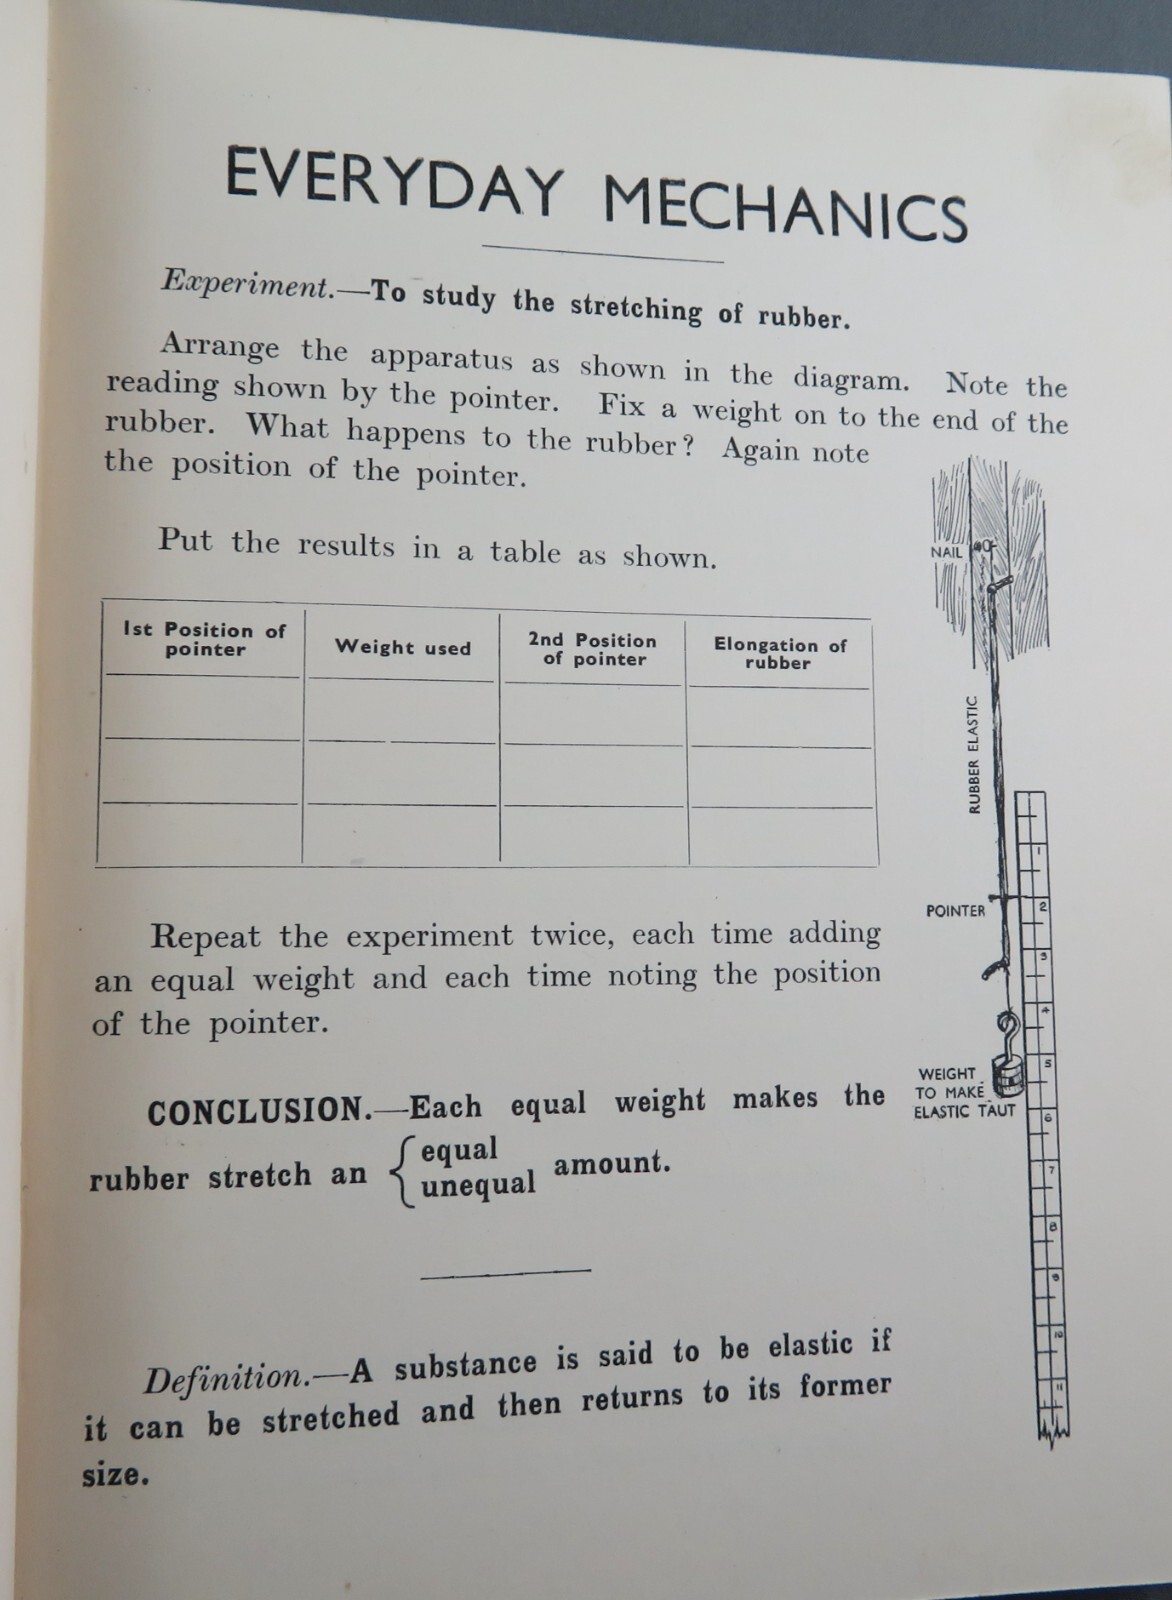 EVERYDAY MECHANICS
Experiment.—To study the stretching of rubber.
Arrange the apparatus as shown in the diagram. Note the
reading shown by the pointer. Fix a weight on to the end of the
rubber. What happens to the rubber? Again note
the position of the pointer.
Put the results in a table as shown.
1st Position of
pointer
Weight used
2nd Position
of pointer
Elongation of
rubber
Repeat the experiment twice, each time adding
an equal weight and each time noting the position
of the pointer.
CONCLUSION.—Each equal weight makes the
rubber stretch an { equal
unequal amount.
Definition.—A substance is said to be elastic if
it can be stretched and then returns to its former
size.
NAIL
RUBBER ELASTIC
POINTER
WEIGHT
TO MAKE
ELASTIC TAUT
1
2
3
4
5
6
7
8
9
10
11